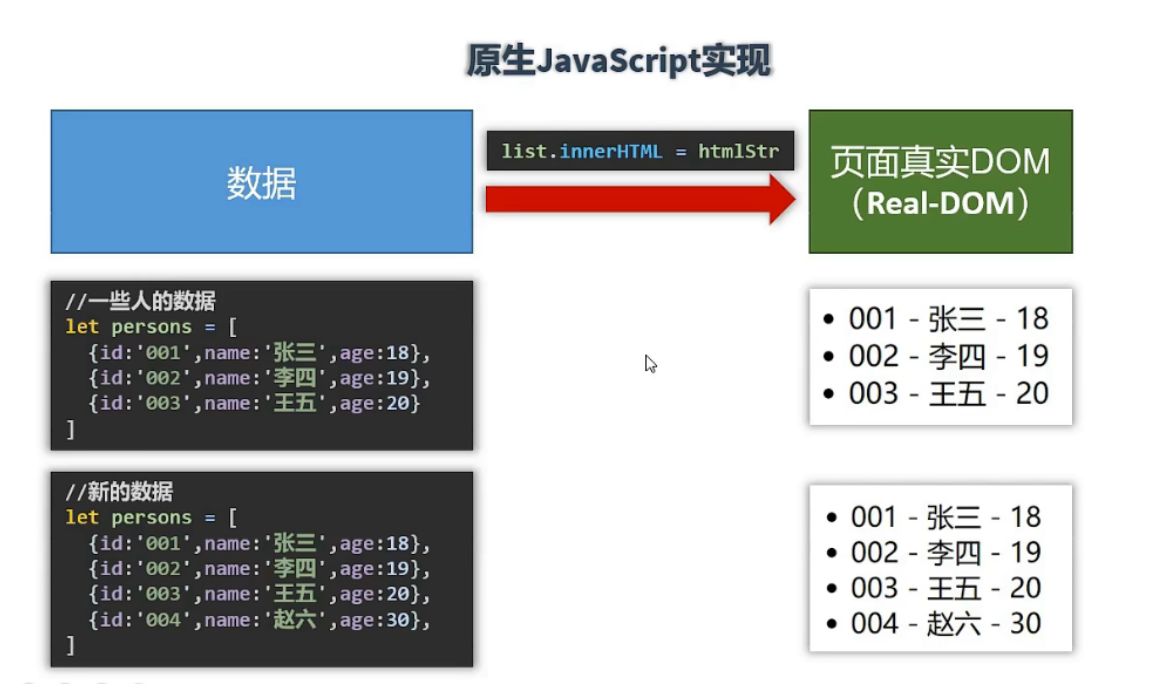 原生JavaScript实现
数据
list.innerHTML = htmlStr
页面真实DOM
（Real-DOM）
//一些人的数据
let persons = [
{id:'001',name:'张三',age:18},
{id:'002',name:'李四',age:19},
{id:'003',name:'王五',age:20}
]
• 001 - 张三 - 18
• 002 - 李四 - 19
• 003 - 王五 - 20
//新的数据
let persons = [
{id:'001',name:'张三',age:18},
{id:'002',name:'李四',age:19},
{id:'003',name:'王五',age:20},
{id:'004',name:'赵六',age:30},
]
• 001 - 张三 - 18
• 002 - 李四 - 19
• 003 - 王五 - 20
• 004 - 赵六 - 30